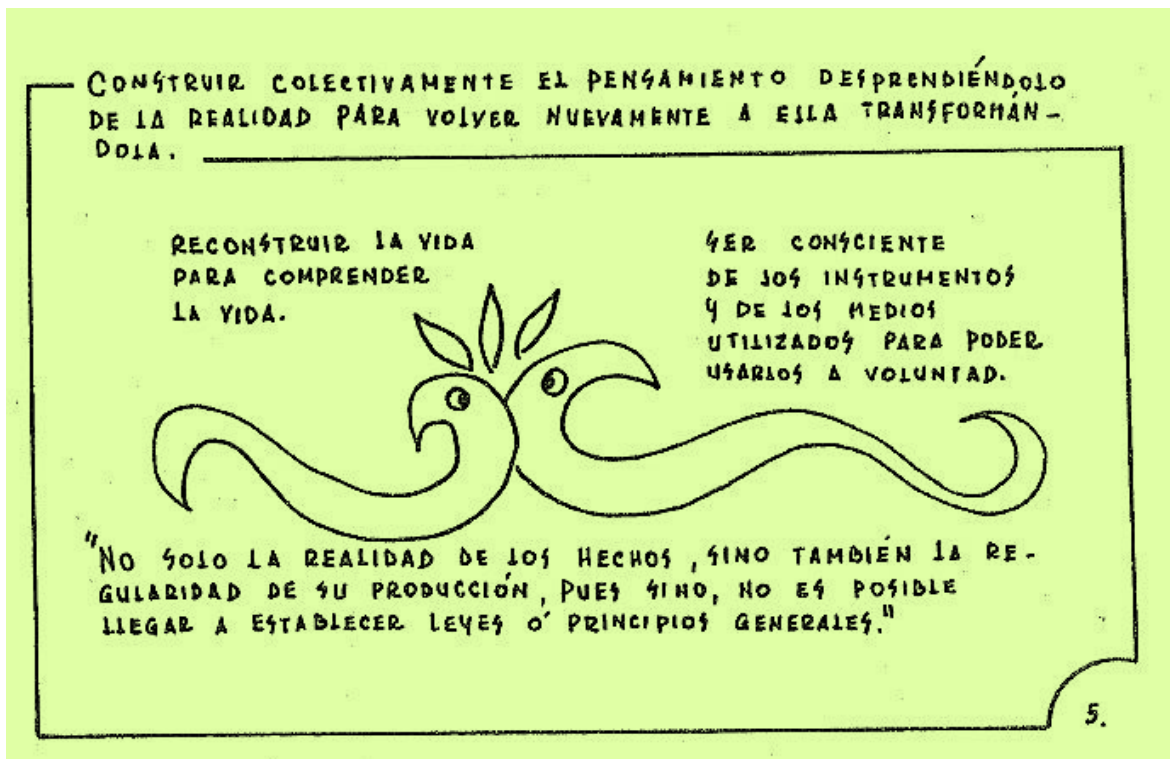 CONSTRUIR COLECTIVAMENTE EL PENSAMIENTO DESPRENDIÉNDOLO
DE LA REALIDAD PARA VOLVER NUEVAMENTE A ELLA TRANSFORMÁN-
DOLA.
RECONSTRUIR LA VIDA
PARA COMPRENDER
LA VIDA.
SER CONSCIENTE
DE LOS INSTRUMENTOS
Y DE LOS MEDIOS
UTILIZADOS PARA PODER
USARLOS A VOLUNTAD.
"NO SOLO LA REALIDAD DE LOS HECHOS, SINO TAMBIÉN LA RE-
GULARIDAD DE SU PRODUCCIÓN, PUES SINO, NO ES POSIBLE
LLEGAR A ESTABLECER LEYES Ó PRINCIPIOS GENERALES."
5.